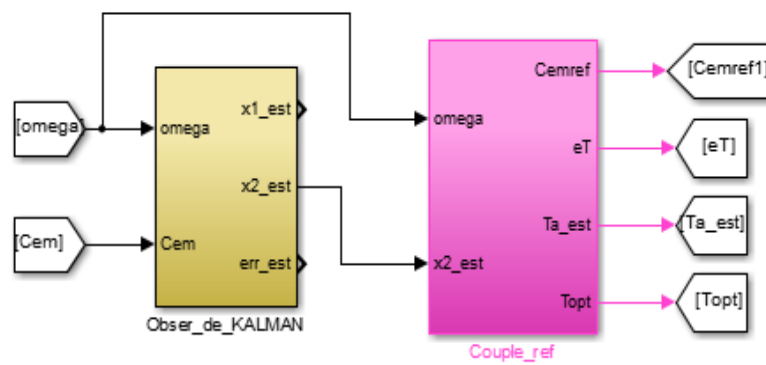 [omega]
[Cem]
omega
Cem
x1_est
x2_est
err_est
Obser_de_KALMAN
omega
x2_est
Cemref
eT
Ta_est
Topt
Couple_ref
[Cemref1]
[eT]
[Ta_est]
[Topt]